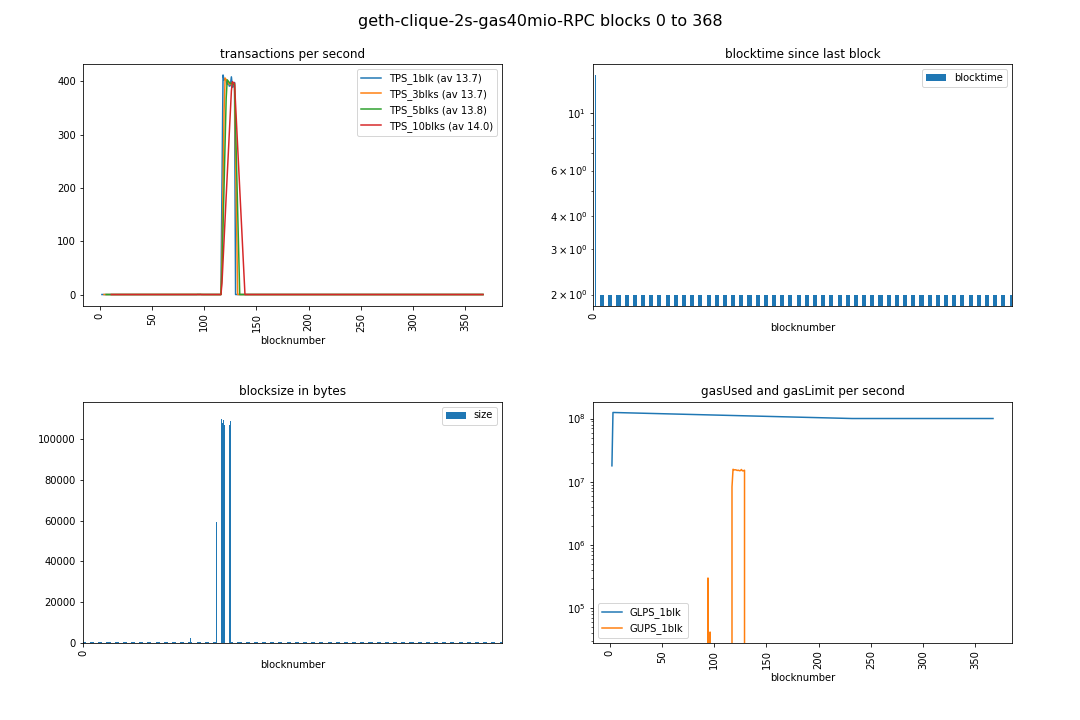 geth-clique-2s-gas40mio-RPC blocks 0 to 368
transactions per second
400
300
200
100
0
TPS_1blk (av 13.7)
TPS_3blks (av 13.7)
TPS_5blks (av 13.8)
TPS_10blks (av 14.0)
0 50 100 150 200 250 300 350
blocknumber
blocktime since last block
10¹
6 × 10⁰
4 × 10⁰
3 × 10⁰
2 × 10⁰
blocktime
0
blocknumber
blocksize in bytes
100000
80000
60000
40000
20000
0
size
0
blocknumber
gasUsed and gasLimit per second
10⁸
10⁷
10⁶
10⁵
GLPS_1blk
GUPS_1blk
0 50 100 150 200 250 300 350
blocknumber